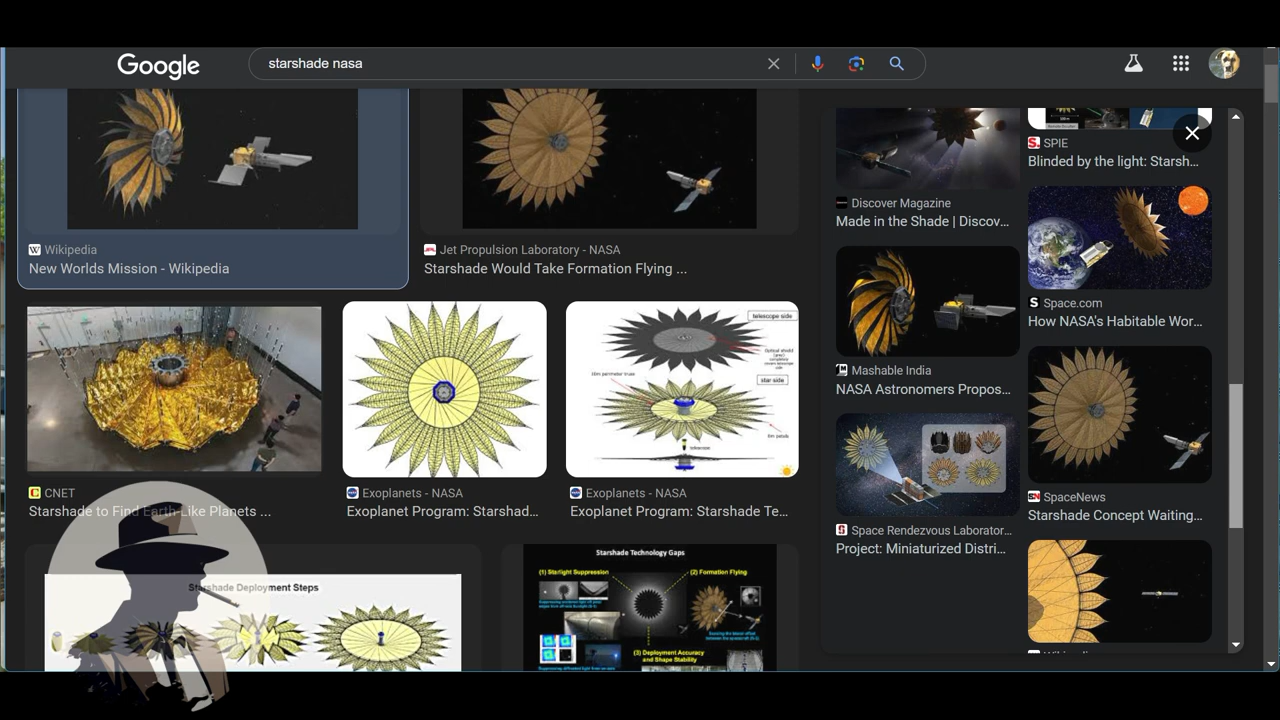 Google
starshade nasa
Wikipedia
New Worlds Mission - Wikipedia
Jet Propulsion Laboratory - NASA
Starshade Would Take Formation Flying ...
CNET
Starshade to Find Earth-Like Planets ...
Exoplanets - NASA
Exoplanet Program: Starshad...
telescope side
star side
telescope
Exoplanets - NASA
Exoplanet Program: Starshade Te...
Starshade Deployment Steps
Starshade Technology Gaps
(1) Starlight Suppression
(2) Formation Flying
(3) Deployment Accuracy
and Shape Stability
Discover Magazine
Made in the Shade | Discov...
Mashable India
NASA Astronomers Propos...
Space Rendezvous Laborator...
Project: Miniaturized Distri...
SPIE
Blinded by the light: Starsh...
Space.com
How NASA's Habitable Wor...
SpaceNews
Starshade Concept Waiting...